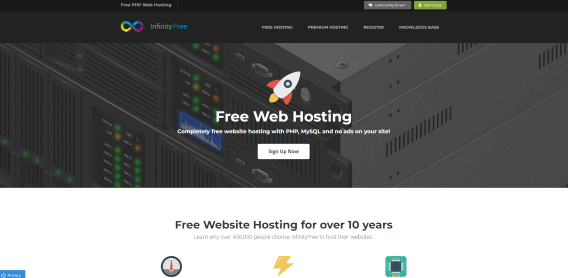 Free PHP Web Hosting
Community Forum
Client Area
InfinityFree
FREE HOSTING
PREMIUM HOSTING
REGISTER
KNOWLEDGE BASE
Free Web Hosting
Completely free website hosting with PHP, MySQL and no ads on your site!
Sign Up Now
Free Website Hosting for over 10 years
Learn why over 400,000 people choose InfinityFree to host their websites.
Privacy